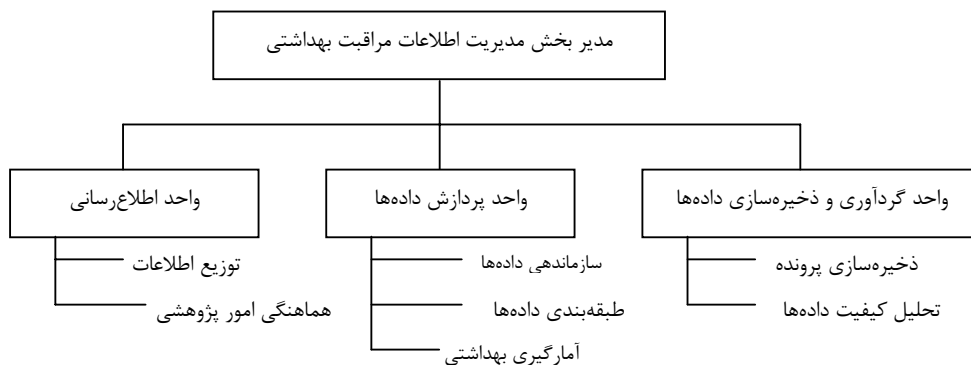 مدیر بخش مدیریت اطلاعات مراقبت بهداشتی
واحد گردآوری و ذخیره‌سازی داده‌ها
ذخیره‌سازی پرونده
تحلیل کیفیت داده‌ها
واحد پردازش داده‌ها
سازماندهی داده‌ها
طبقه‌بندی داده‌ها
آمارگیری بهداشتی
واحد اطلاع‌رسانی
توزیع اطلاعات
هماهنگی امور پژوهشی